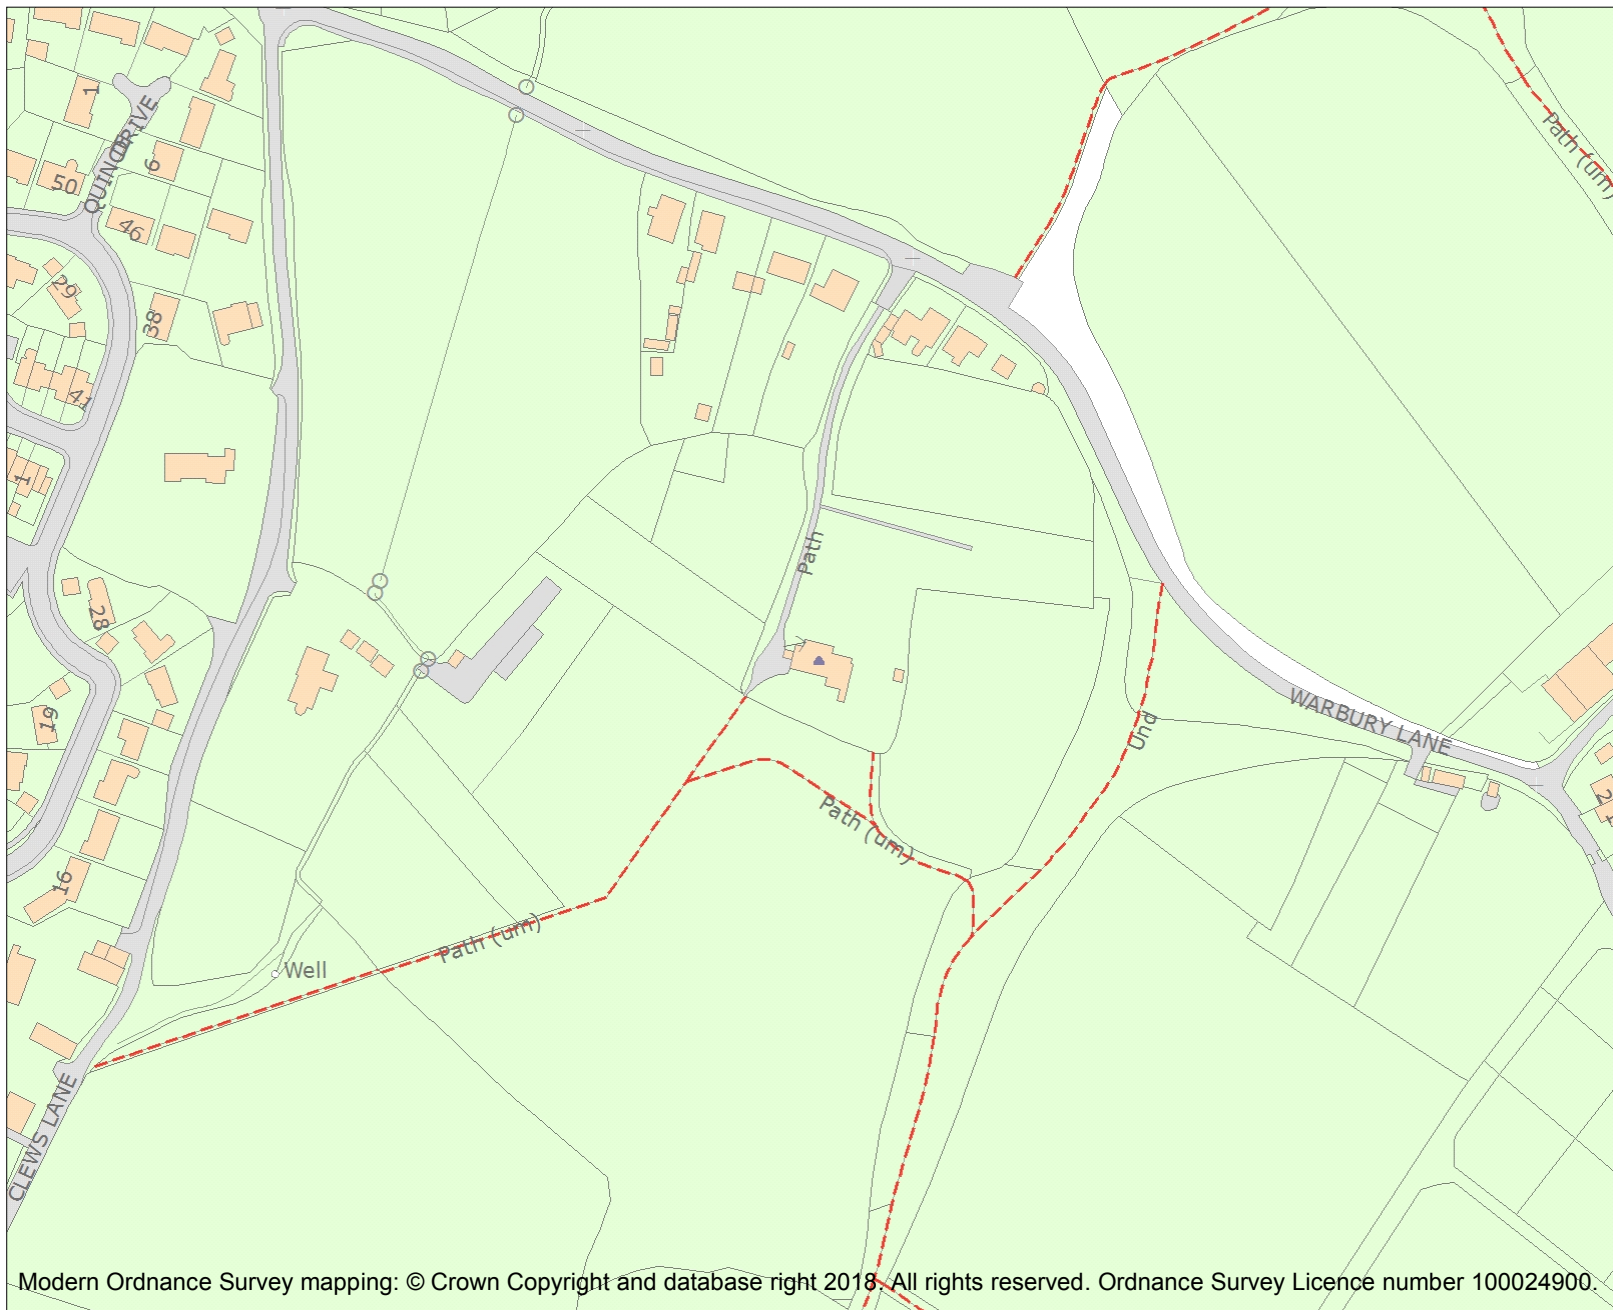 1
QUINCE DRIVE
6
50
46
29
38
41
1
28
19
16
Path (um)
Path
Und
WARBURY LANE
Path (um)
Path (um)
Well
CLEWS LANE
Modern Ordnance Survey mapping: © Crown Copyright and database right 2018. All rights reserved. Ordnance Survey Licence number 100024900.